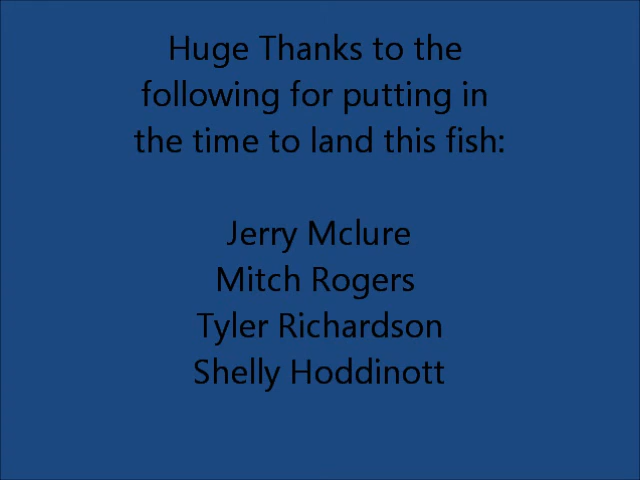 Huge Thanks to the
following for putting in
the time to land this fish:
Jerry Mclure
Mitch Rogers
Tyler Richardson
Shelly Hoddinott